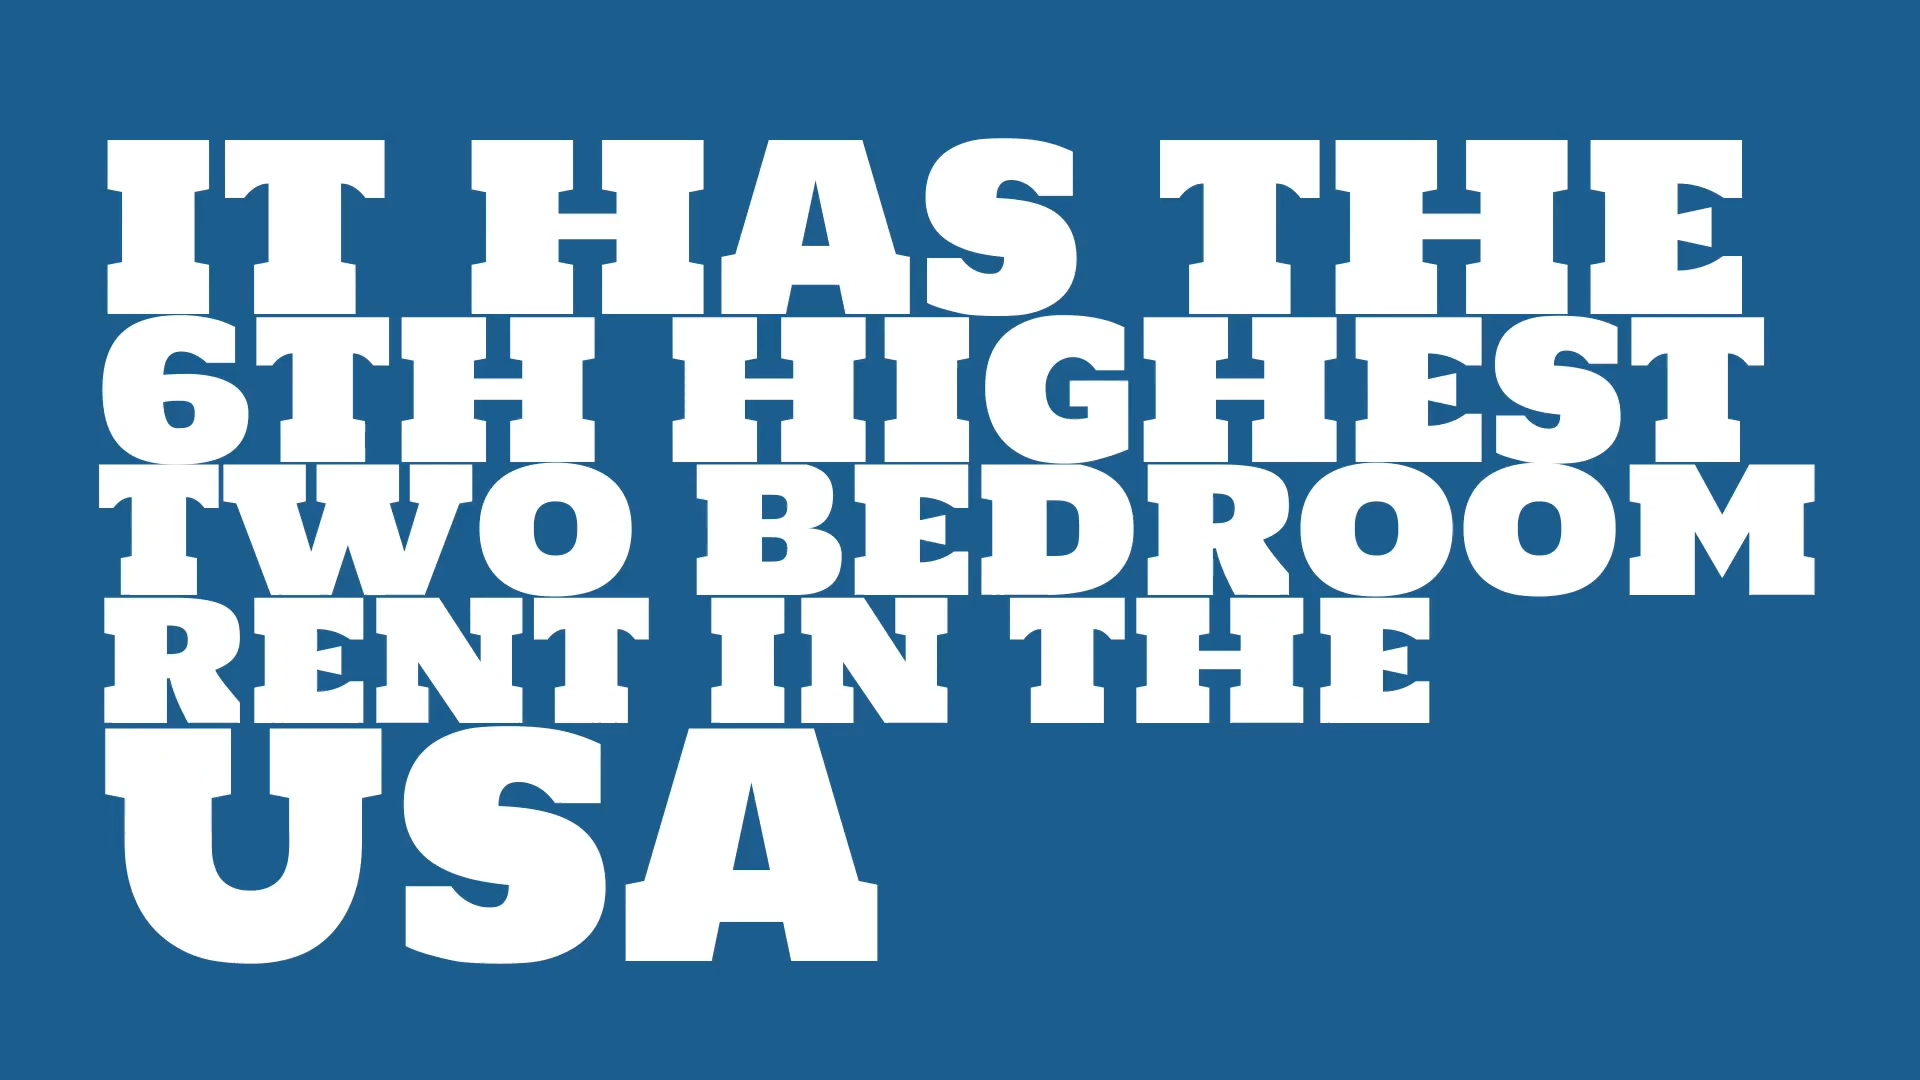 IT HAS THE
6TH HIGHEST
TWO BEDROOM
RENT IN THE
USA